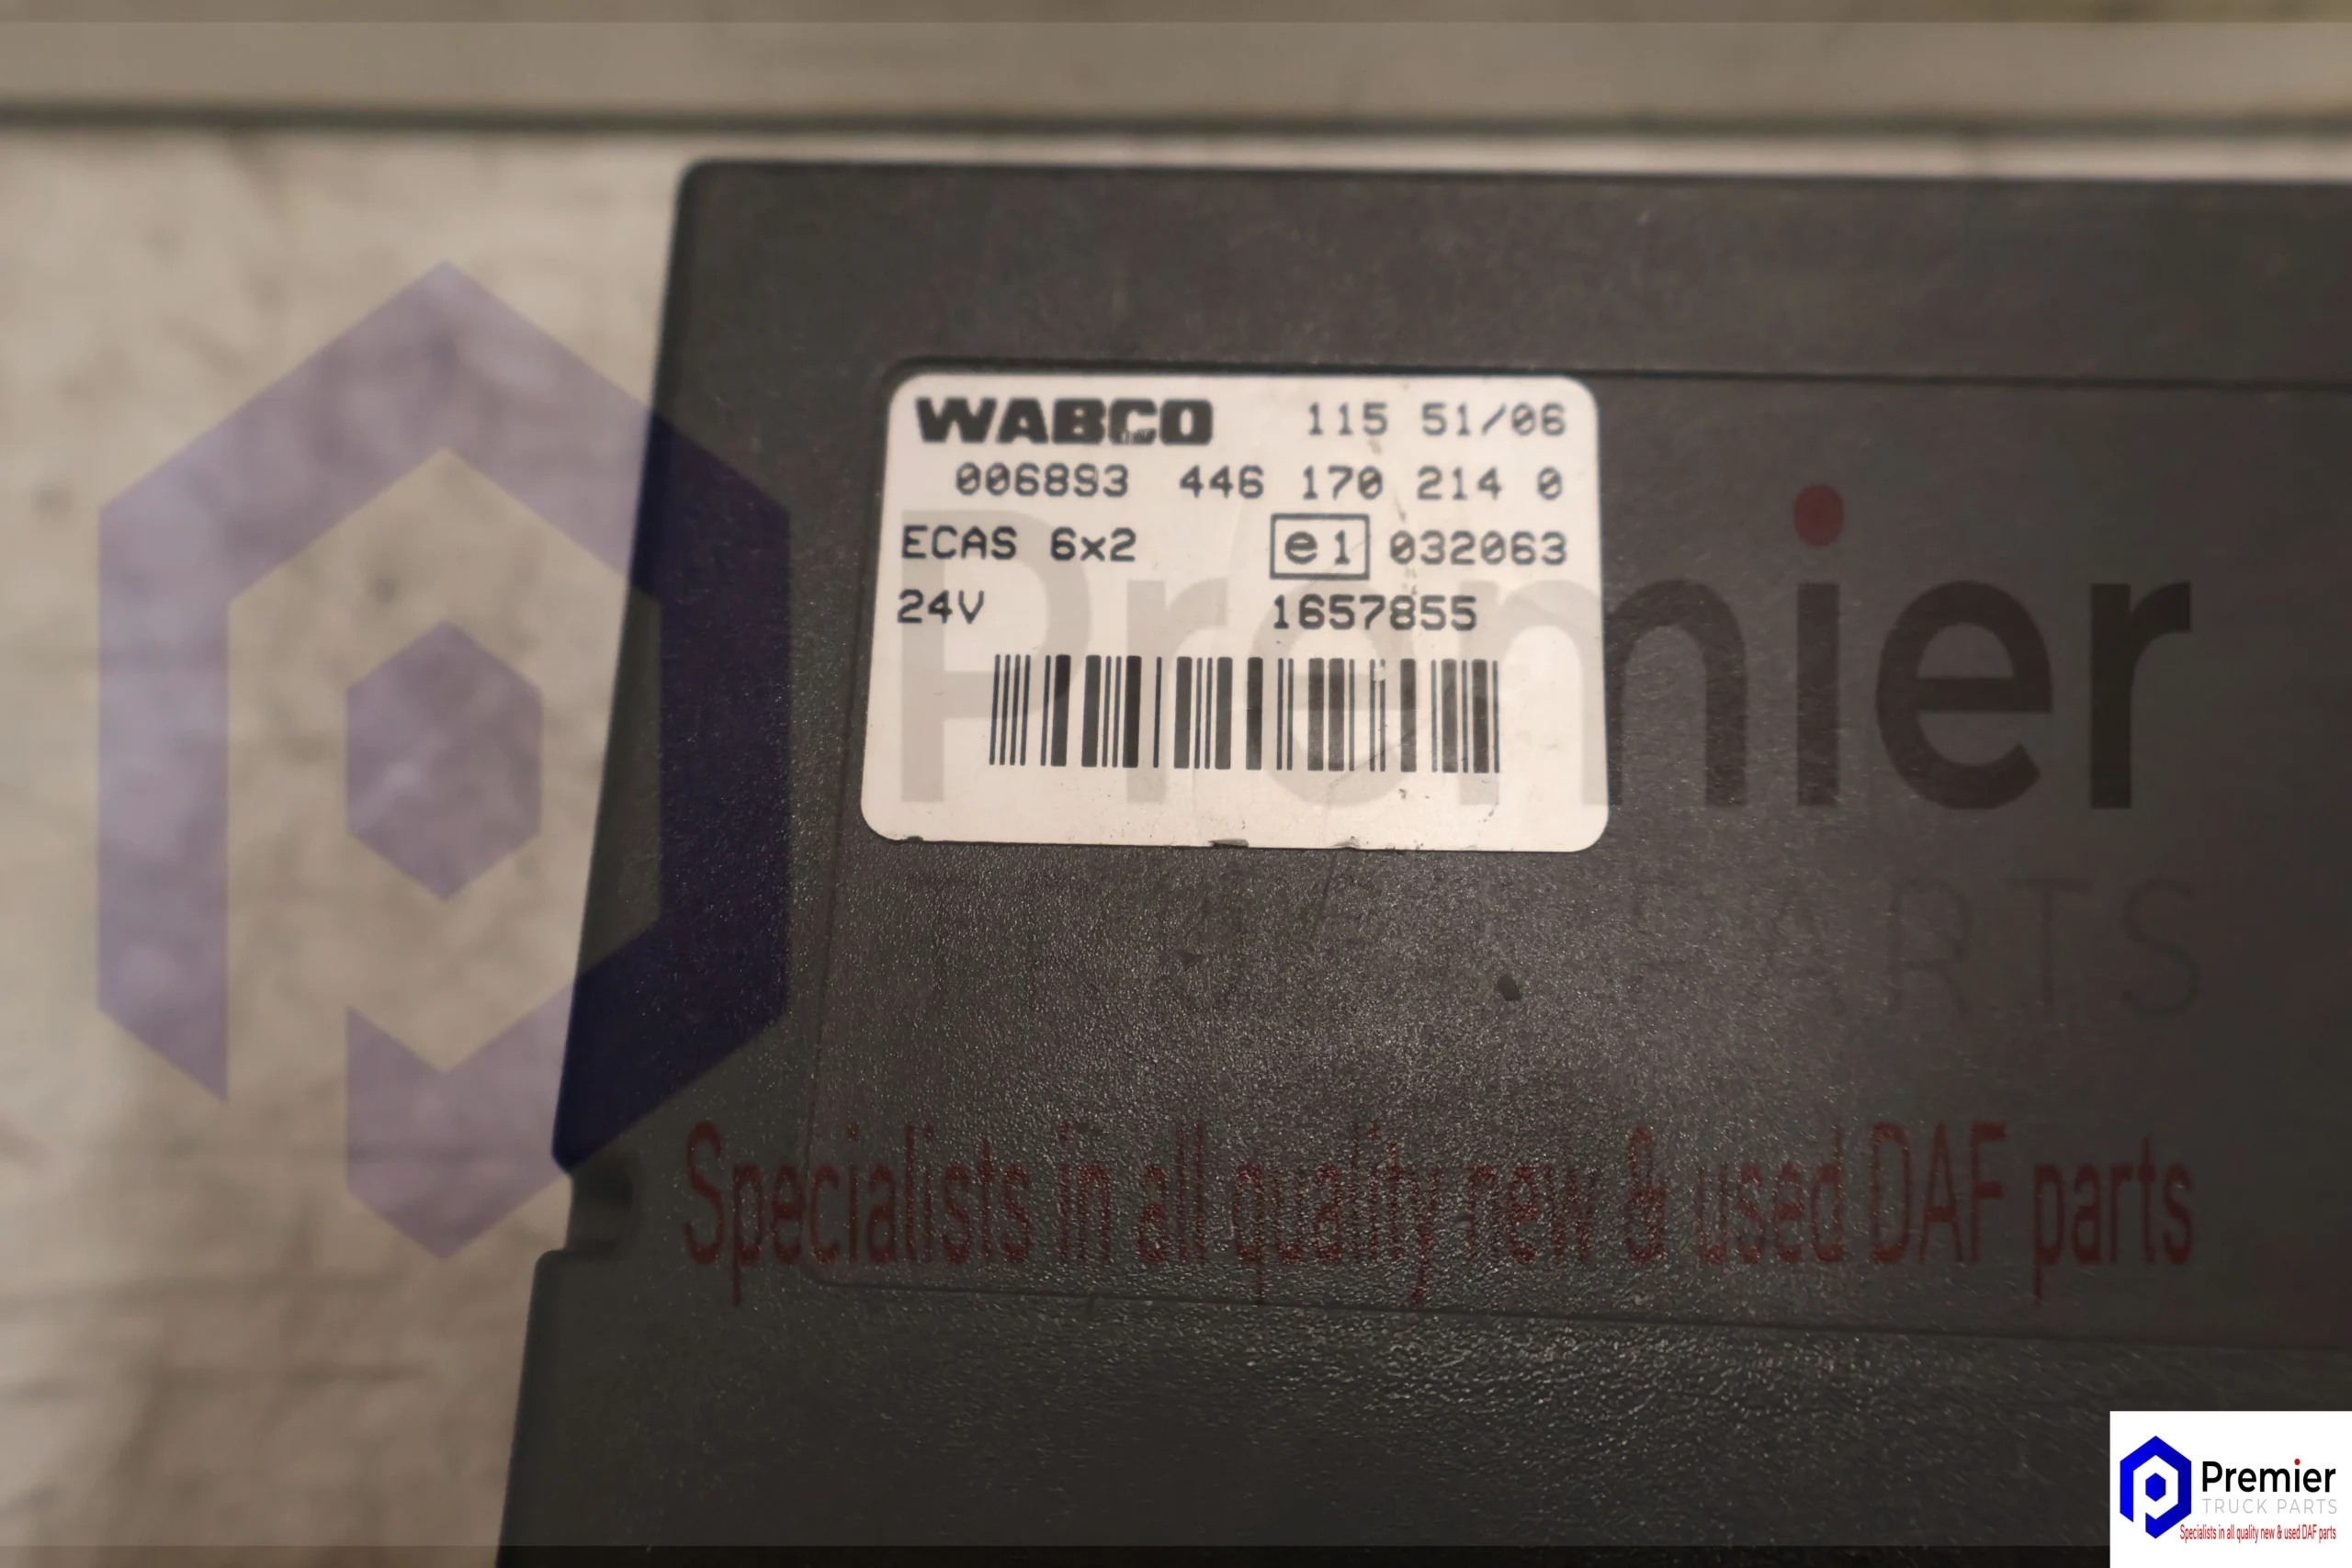 WABCO 115 51/06
006893 446 170 214 0
ECAS 6x2 e1 032063
24V 1657855
Premier
PARTS
Specialists in all quality new & used DAF parts
Premier
TRUCK PARTS
Specialists in all quality new & used DAF parts